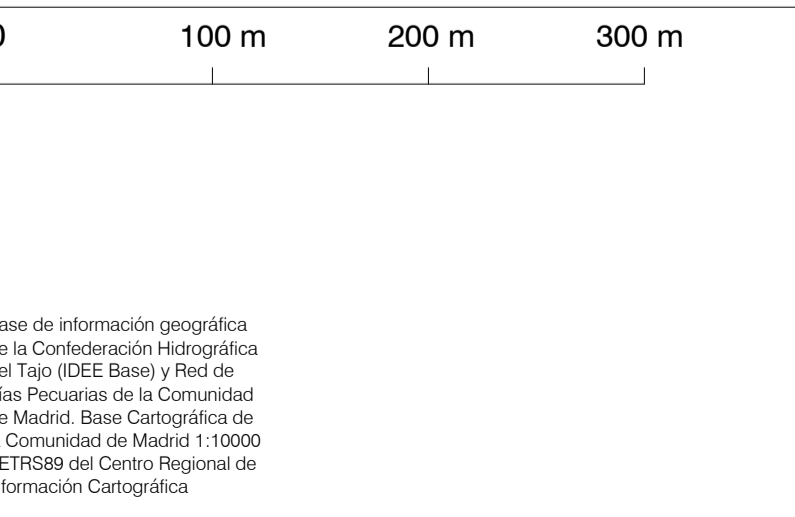 0 100 m 200 m 300 m
ase de información geográfica
e la Confederación Hidrográfica
el Tajo (IDEE Base) y Red de
ías Pecuarias de la Comunidad
e Madrid. Base Cartográfica de
Comunidad de Madrid 1:10000
ETRS89 del Centro Regional de
formación Cartográfica